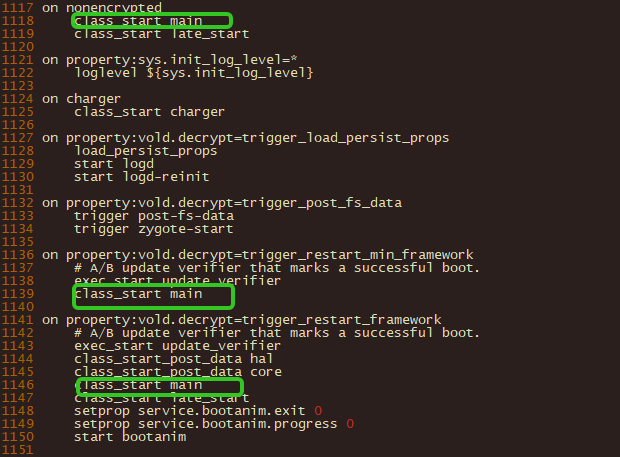 1117 on nonencrypted
1118     class_start main
1119     class_start late_start
1120
1121 on property:sys.init_log_level=*
1122     loglevel ${sys.init_log_level}
1123
1124 on charger
1125     class_start charger
1126
1127 on property:vold.decrypt=trigger_load_persist_props
1128     load_persist_props
1129     start logd
1130     start logd-reinit
1131
1132 on property:vold.decrypt=trigger_post_fs_data
1133     trigger post-fs-data
1134     trigger zygote-start
1135
1136 on property:vold.decrypt=trigger_restart_min_framework
1137     # A/B update verifier that marks a successful boot.
1138     exec_start update_verifier
1139     class_start main
1140
1141 on property:vold.decrypt=trigger_restart_framework
1142     # A/B update verifier that marks a successful boot.
1143     exec_start update_verifier
1144     class_start_post_data hal
1145     class_start_post_data core
1146     class_start main
1147     class_start late_start
1148     setprop service.bootanim.exit 0
1149     setprop service.bootanim.progress 0
1150     start bootanim
1151